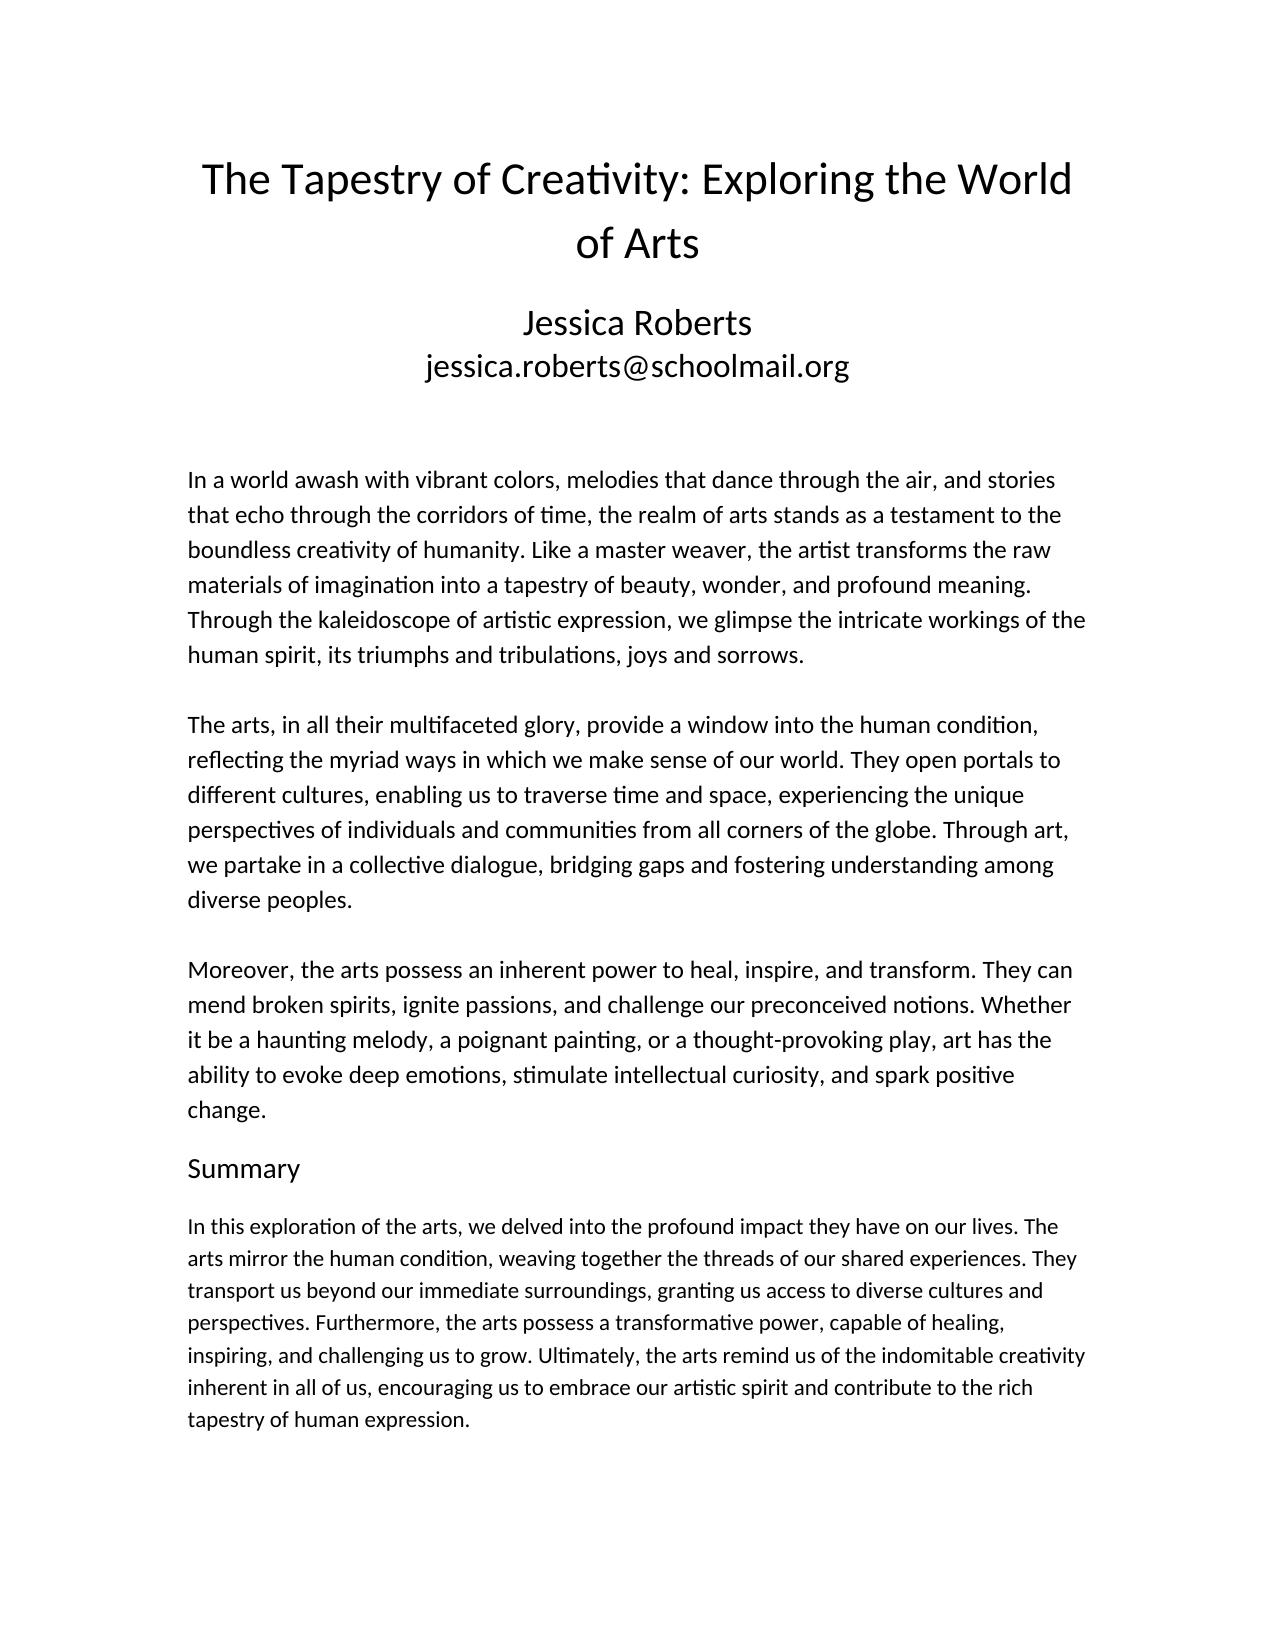 The Tapestry of Creativity: Exploring the World
of Arts
Jessica Roberts
jessica.roberts@schoolmail.org
In a world awash with vibrant colors, melodies that dance through the air, and stories
that echo through the corridors of time, the realm of arts stands as a testament to the
boundless creativity of humanity. Like a master weaver, the artist transforms the raw
materials of imagination into a tapestry of beauty, wonder, and profound meaning.
Through the kaleidoscope of artistic expression, we glimpse the intricate workings of the
human spirit, its triumphs and tribulations, joys and sorrows.
The arts, in all their multifaceted glory, provide a window into the human condition,
reflecting the myriad ways in which we make sense of our world. They open portals to
different cultures, enabling us to traverse time and space, experiencing the unique
perspectives of individuals and communities from all corners of the globe. Through art,
we partake in a collective dialogue, bridging gaps and fostering understanding among
diverse peoples.
Moreover, the arts possess an inherent power to heal, inspire, and transform. They can
mend broken spirits, ignite passions, and challenge our preconceived notions. Whether
it be a haunting melody, a poignant painting, or a thought-provoking play, art has the
ability to evoke deep emotions, stimulate intellectual curiosity, and spark positive
change.
Summary
In this exploration of the arts, we delved into the profound impact they have on our lives. The
arts mirror the human condition, weaving together the threads of our shared experiences. They
transport us beyond our immediate surroundings, granting us access to diverse cultures and
perspectives. Furthermore, the arts possess a transformative power, capable of healing,
inspiring, and challenging us to grow. Ultimately, the arts remind us of the indomitable creativity
inherent in all of us, encouraging us to embrace our artistic spirit and contribute to the rich
tapestry of human expression.